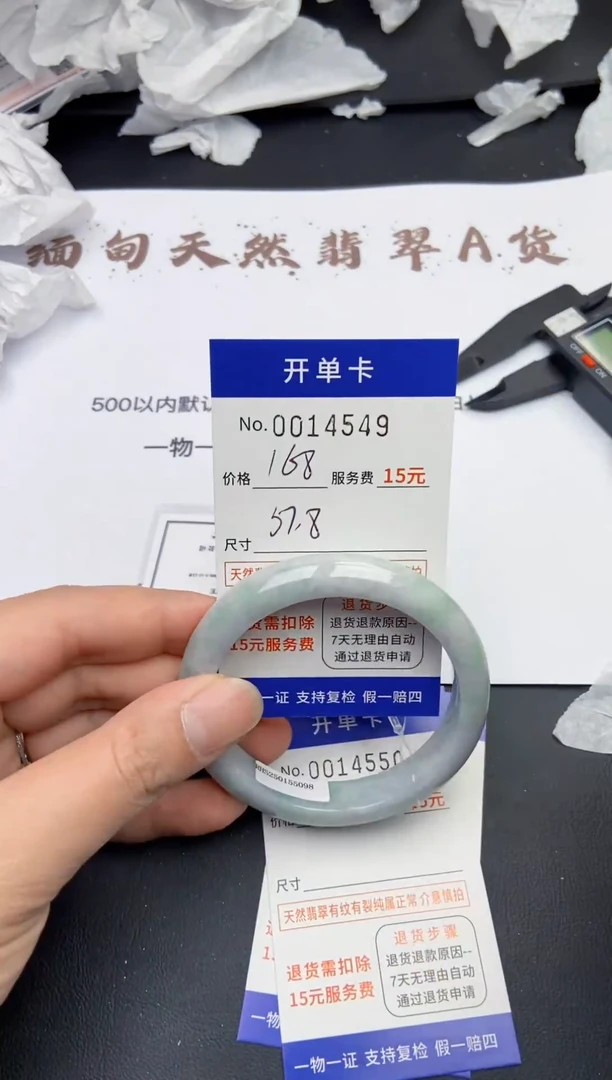 缅甸天然翡翠A货
500以内默认
一物一
开单卡
No.0014549
价格 168 服务费 15元
尺寸 57.8
退货需扣除
15元服务费
退货退款原因--
7天无理由自动
通过退货申请
一证 支持复检 假一赔四
开单卡
No.0014550
15元
尺寸
天然翡翠有纹有裂纯属正常 介意慎拍
退货需扣除
15元服务费
退货步骤
退货退款原因--
7天无理由自动
通过退货申请
一物一证 支持复检 假一赔四
OFF ON